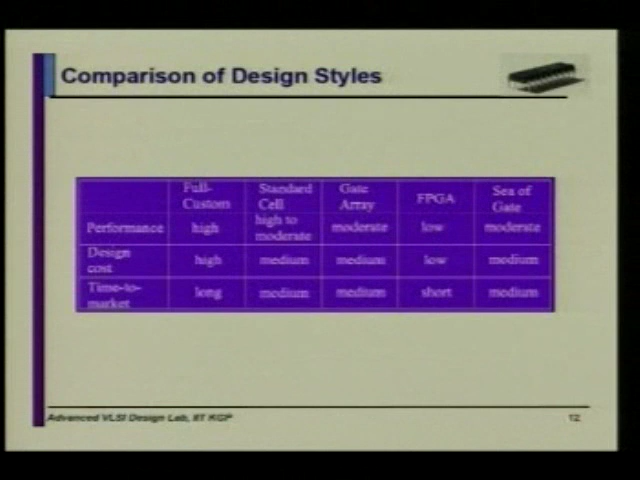 Comparison of Design Styles
Full-Custom Standard Cell Gate Array FPGA Sea of Gate
Performance high high to moderate moderate low moderate
Design cost high medium medium low medium
Time-to-market long medium medium short medium
Advanced VLSI Design Lab, IIT KGP 12